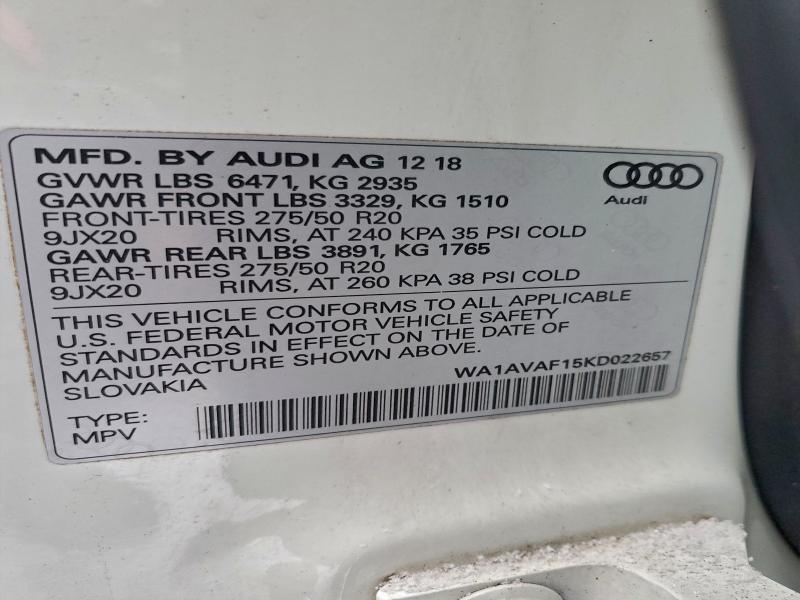 MFD. BY AUDI AG 12 18
GVWR LBS 6471, KG 2935
GAWR FRONT LBS 3329, KG 1510
FRONT-TIRES 275/50 R20
9JX20 RIMS, AT 240 KPA 35 PSI COLD
GAWR REAR LBS 3891, KG 1765
REAR-TIRES 275/50 R20
9JX20 RIMS, AT 260 KPA 38 PSI COLD
Audi
THIS VEHICLE CONFORMS TO ALL APPLICABLE
U.S. FEDERAL MOTOR VEHICLE SAFETY
STANDARDS IN EFFECT ON THE DATE OF
MANUFACTURE SHOWN ABOVE.
SLOVAKIA
WA1AVAF15KD022657
TYPE:
MPV